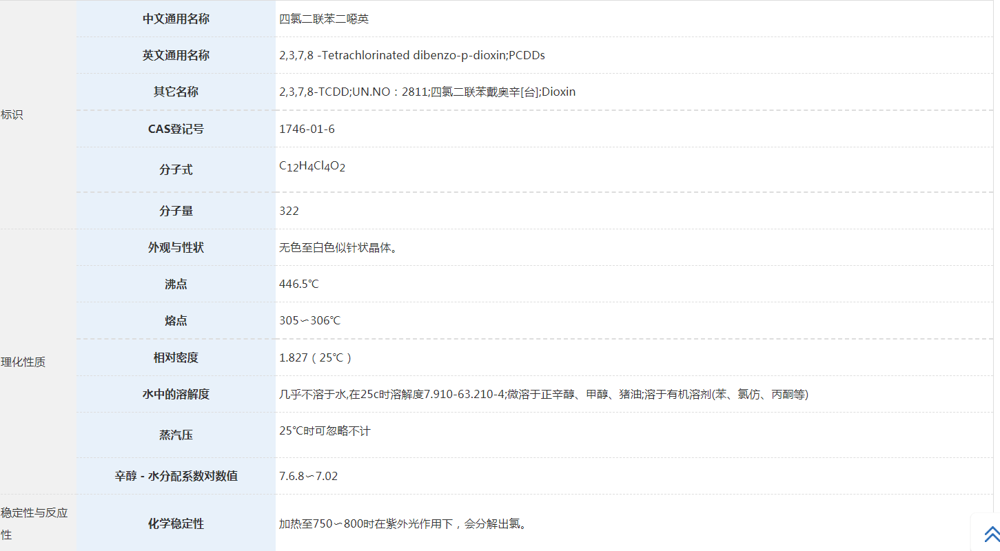 标识
中文通用名称 四氯二联苯二噁英
英文通用名称 2,3,7,8 -Tetrachlorinated dibenzo-p-dioxin;PCDDs
其它名称 2,3,7,8-TCDD;UN.NO：2811;四氯二联苯戴奥辛[台];Dioxin
CAS登记号 1746-01-6
分子式 C12H4Cl4O2
分子量 322
理化性质
外观与性状 无色至白色似针状晶体。
沸点 446.5℃
熔点 305∽306℃
相对密度 1.827（25℃）
水中的溶解度 几乎不溶于水,在25c时溶解度7.910-63.210-4;微溶于正辛醇、甲醇、猪油;溶于有机溶剂(苯、氯仿、丙酮等)
蒸汽压 25℃时可忽略不计
辛醇 - 水分配系数对数值 7.6.8∽7.02
稳定性与反应
性
化学稳定性 加热至750∽800时在紫外光作用下，会分解出氯。